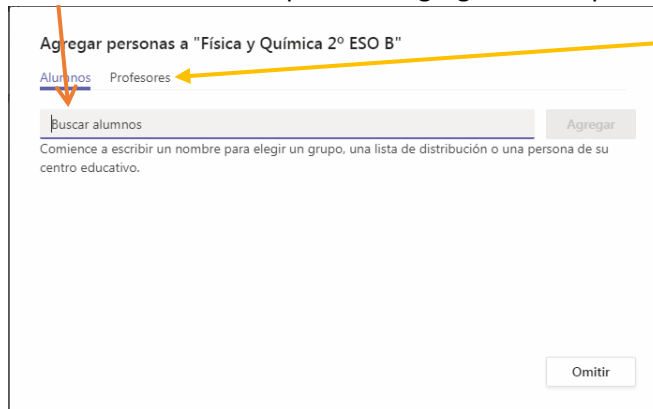 Agregar personas a "Física y Química 2º ESO B"
Alumnos Profesores
Buscar alumnos Agregar
Comience a escribir un nombre para elegir un grupo, una lista de distribución o una persona de su
centro educativo.
Omitir